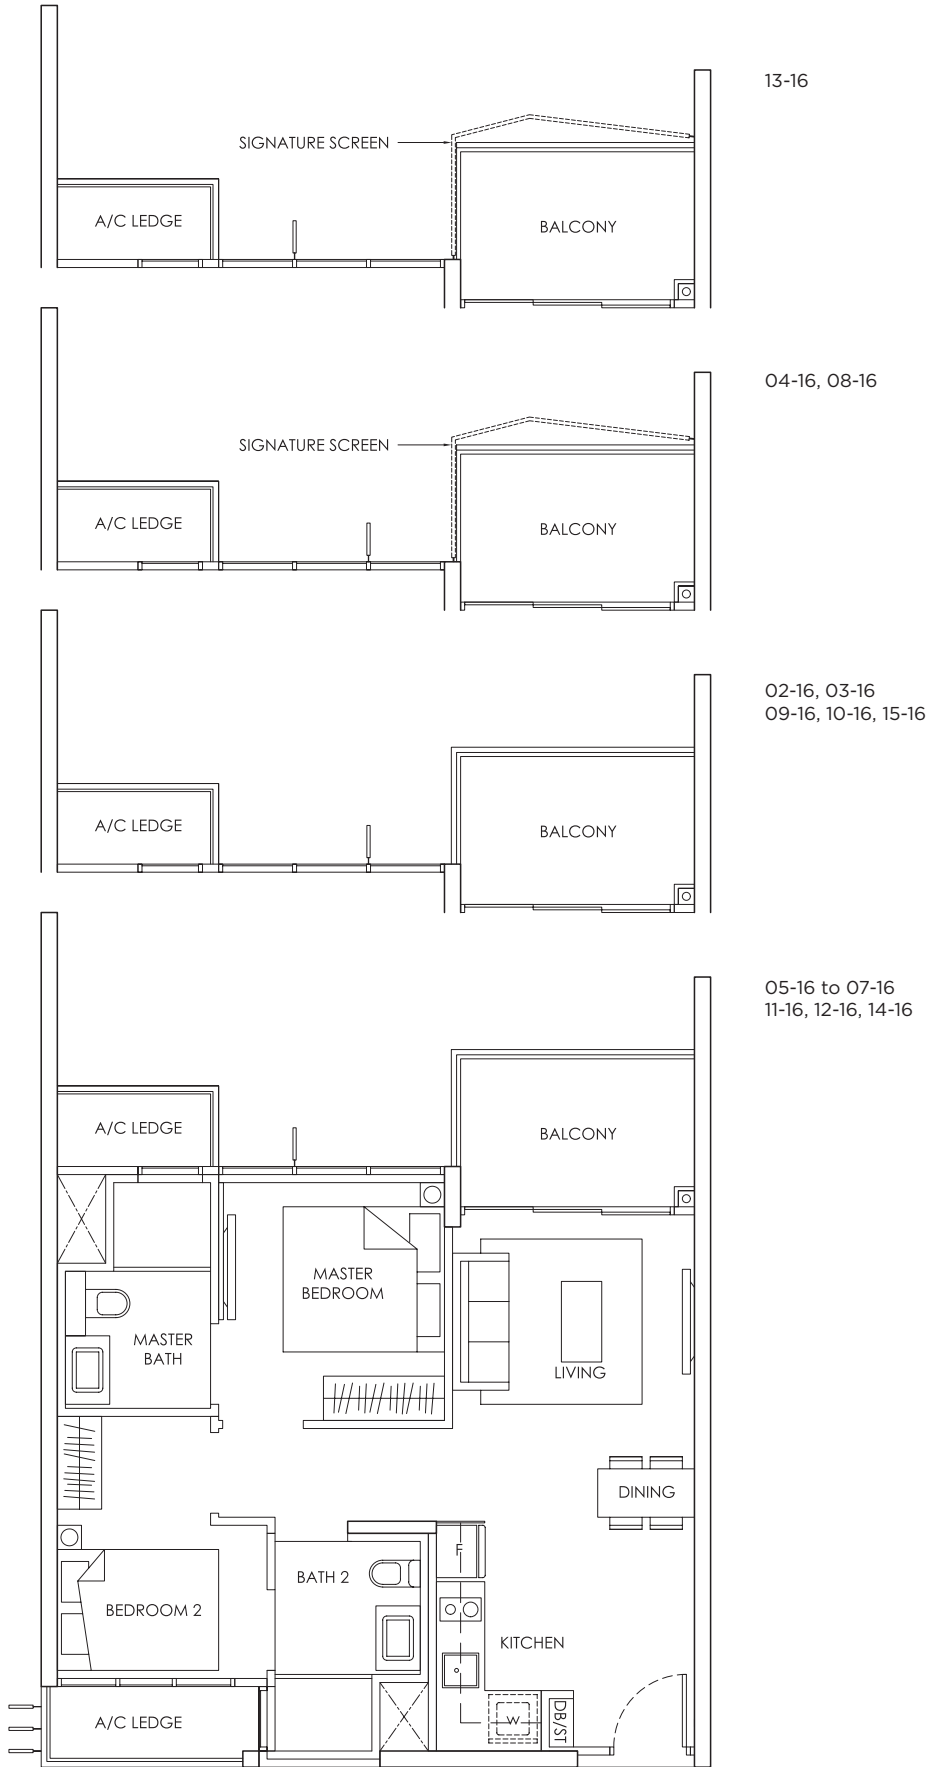 13-16
SIGNATURE SCREEN
A/C LEDGE
BALCONY
04-16, 08-16
SIGNATURE SCREEN
A/C LEDGE
BALCONY
02-16, 03-16
09-16, 10-16, 15-16
A/C LEDGE
BALCONY
05-16 to 07-16
11-16, 12-16, 14-16
A/C LEDGE
BALCONY
MASTER
BEDROOM
MASTER
BATH
LIVING
DINING
F
BATH 2
BEDROOM 2
KITCHEN
A/C LEDGE
W
DB/ST